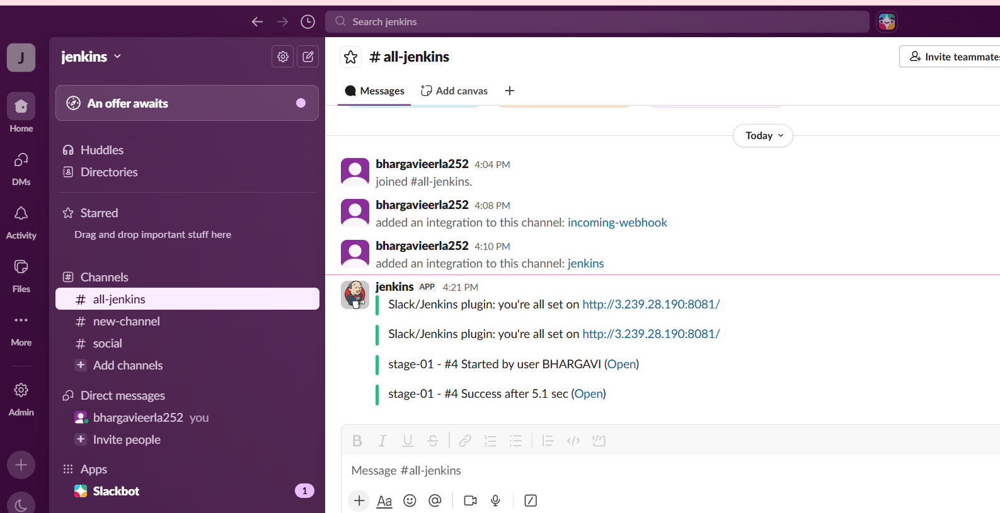 Search jenkins
J
jenkins
# all-jenkins
Invite teammates
An offer awaits
Messages
Add canvas
Home
Today
Huddles
Directories
DMs
bhargavieerla252 4:04 PM
joined #all-jenkins.
Starred
Drag and drop important stuff here
bhargavieerla252 4:08 PM
added an integration to this channel: incoming-webhook
Activity
bhargavieerla252 4:10 PM
added an integration to this channel: jenkins
Channels
# all-jenkins
# new-channel
# social
Add channels
Files
More
jenkins APP 4:21 PM
Slack/Jenkins plugin: you're all set on http://3.239.28.190:8081/
Slack/Jenkins plugin: you're all set on http://3.239.28.190:8081/
stage-01 - #4 Started by user BHARGAVI (Open)
stage-01 - #4 Success after 5.1 sec (Open)
Admin
Direct messages
bhargavieerla252 you
Invite people
Apps
Slackbot 1
B I U S
Message #all-jenkins
Aa